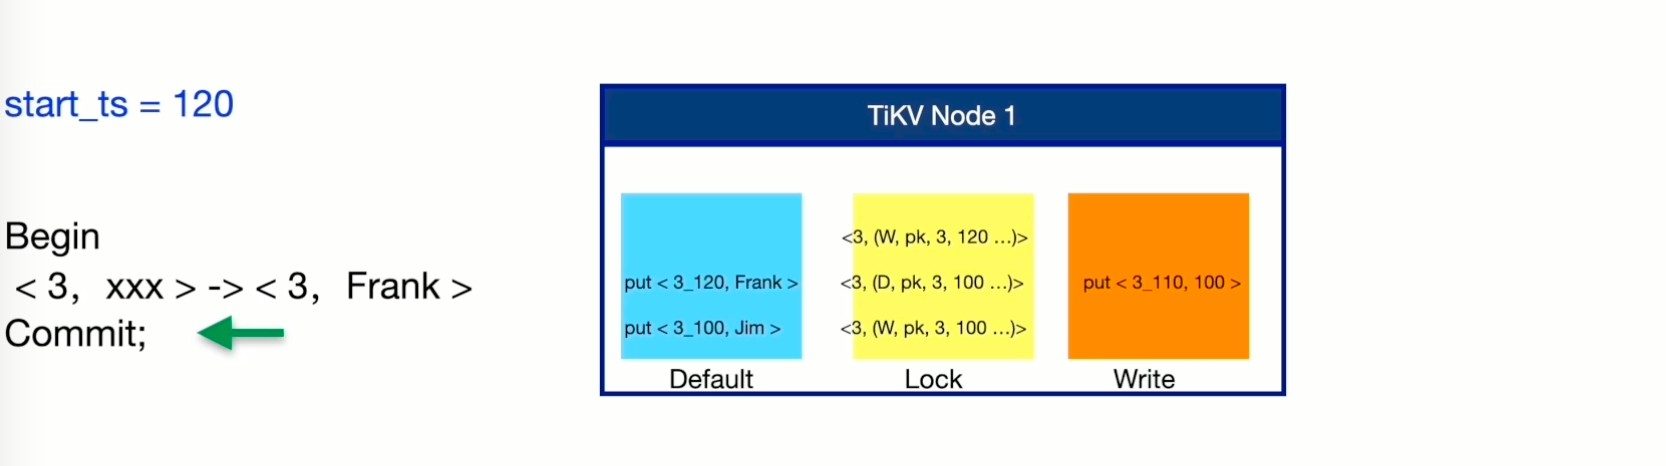 start_ts = 120
Begin
< 3, xxx > -> < 3, Frank >
Commit;
TiKV Node 1
put < 3_120, Frank >
put < 3_100, Jim >
Default
<3, (W, pk, 3, 120 ...)>
<3, (D, pk, 3, 100 ...)>
<3, (W, pk, 3, 100 ...)>
Lock
put < 3_110, 100 >
Write